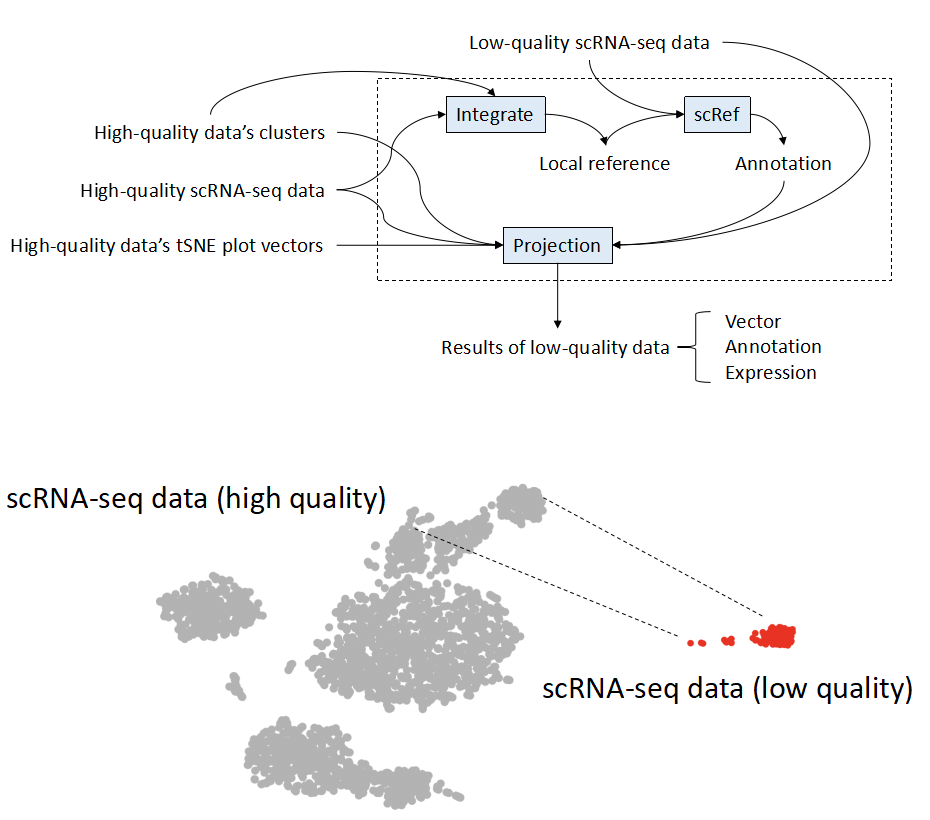 Low-quality scRNA-seq data
Integrate
scRef
High-quality data’s clusters
Local reference
Annotation
High-quality scRNA-seq data
High-quality data’s tSNE plot vectors
Projection
Results of low-quality data
Vector
Annotation
Expression
scRNA-seq data (high quality)
scRNA-seq data (low quality)